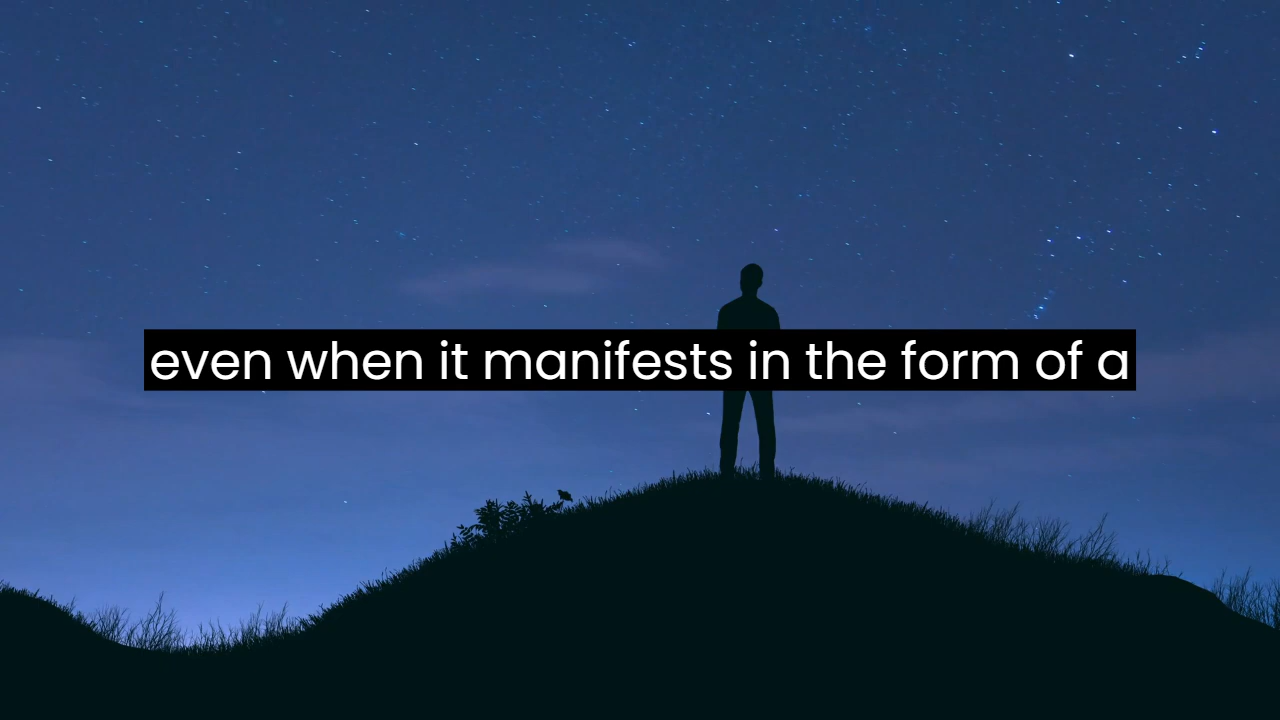 even when it manifests in the form of a